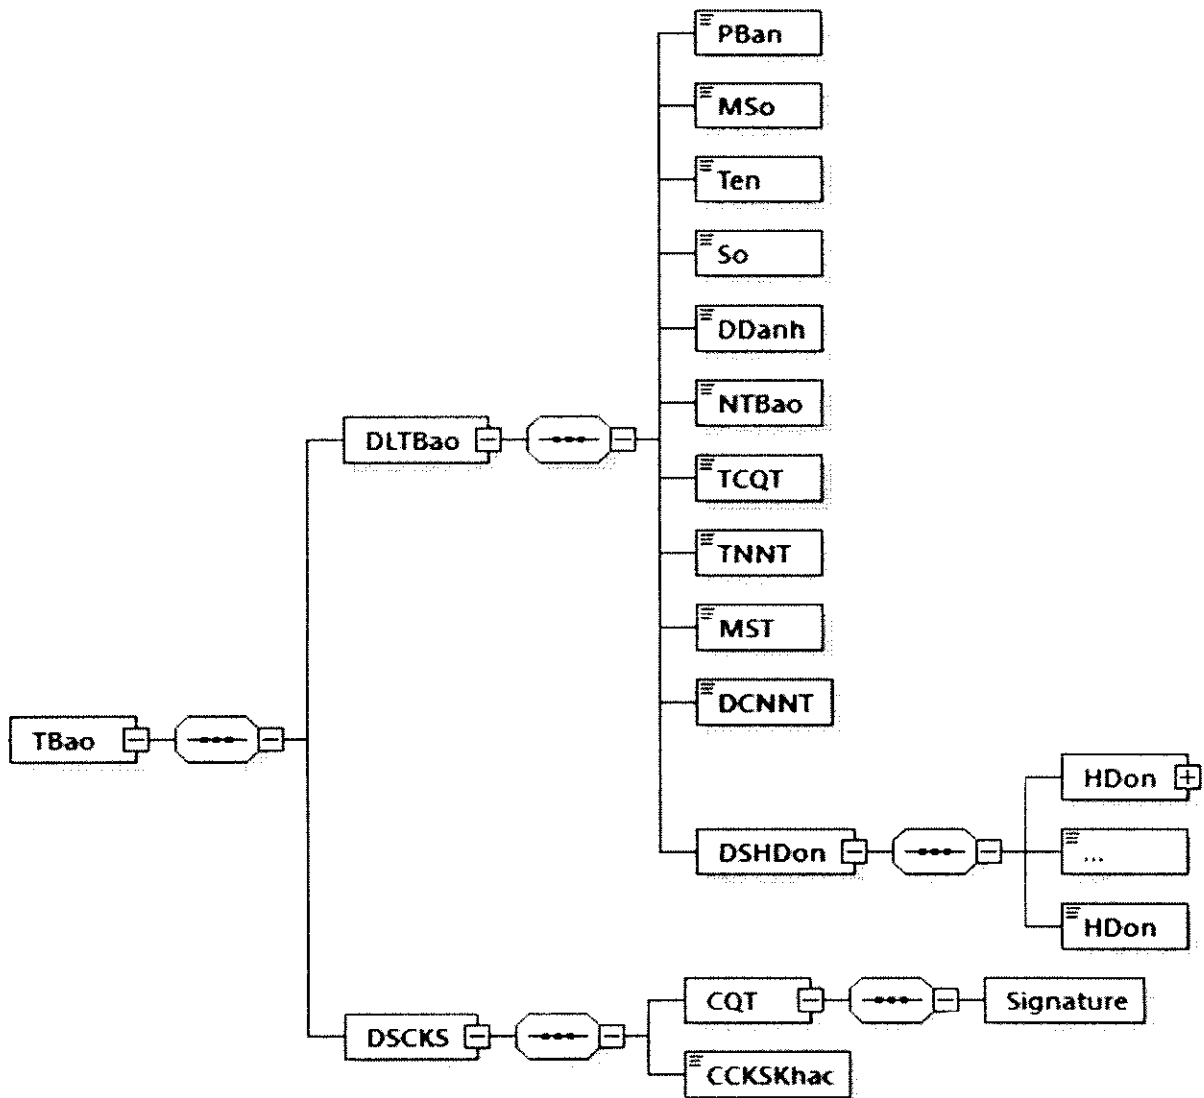 PBan
MSo
Ten
So
DDanh
NTBao
DLTBao
TCQT
TNNT
MST
DCNNT
TBao
HDon
DSHDon
...
HDon
CQT
Signature
DSCKS
CCKSKhac